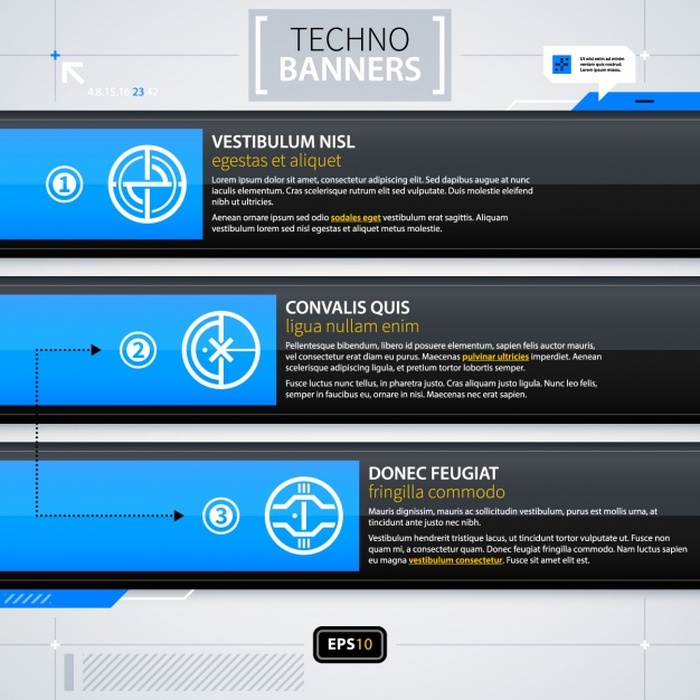 TECHNO
BANNERS
4.8.15.16.23.42
Ut wisi enim ad minim
veniam quis nostrud.
Lorem ipsum miassu.
1
VESTIBULUM NISL
egestas et aliquet
Lorem ipsum dolor sit amet, consectetur adipiscing elit. Sed dapibus augue at nunc
iaculis elementum. Cras scelerisque rutrum elit sed vulputate. Duis molestie eleifend
nibh ut ultricies.
Aenean ornare ipsum sed odio sodales eget vestibulum erat sagittis. Aliquam
vestibulum lorem sed nisl egestas et aliquet metus molestie.
2
CONVALIS QUIS
ligua nullam enim
Pellentesque bibendum, libero id posuere elementum, sapien felis auctor mauris,
vel consectetur erat diam eu purus. Maecenas pulvinar ultricies imperdiet. Aenean
scelerisque adipiscing ligula, et pretium tortor lobortis semper.
Fusce luctus nunc tellus, in pharetra justo. Cras aliquam justo ligula. Nunc leo felis,
semper in faucibus eu, ornare in nisi. Maecenas nec erat sapien.
3
DONEC FEUGIAT
fringilla commodo
Mauris dignissim, mauris ac sollicitudin vestibulum, purus est mollis urna, at
tincidunt ante justo nec nibh.
Vestibulum hendrerit tristique lacus, ut tincidunt tortor vulputate ut. Fusce non
quam mi, a consectetur quam. Donec feugiat fringilla commodo. Nam luctus sapien
eu magna vestibulum consectetur. Fusce sit amet elit est.
EPS10